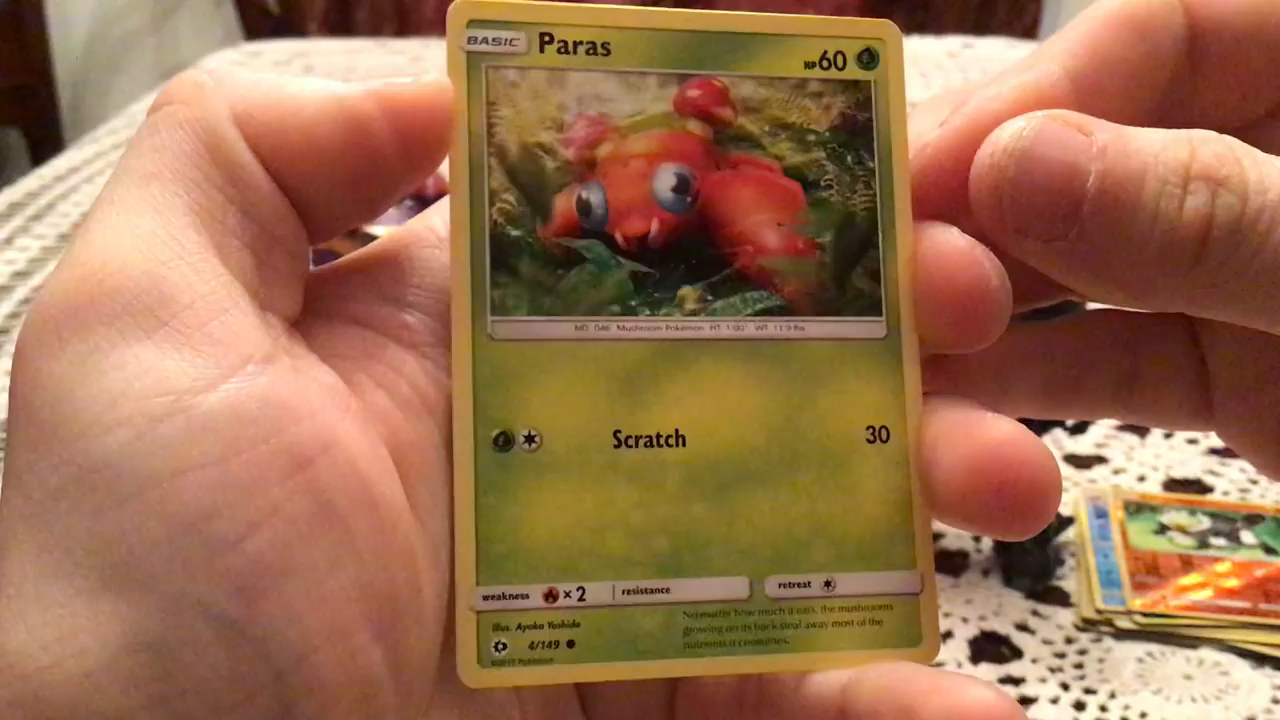 BASIC Paras HP60
NO. 046 Mushroom Pokémon HT: 1'00" WT: 11.9 lbs
Scratch 30
weakness ×2 resistance retreat
Illus. Ayaka Yoshida
No matter how much it eats, the mushrooms
growing on its back steal away most of the
nutrients it consumes.
4/149
©2017 Pokémon